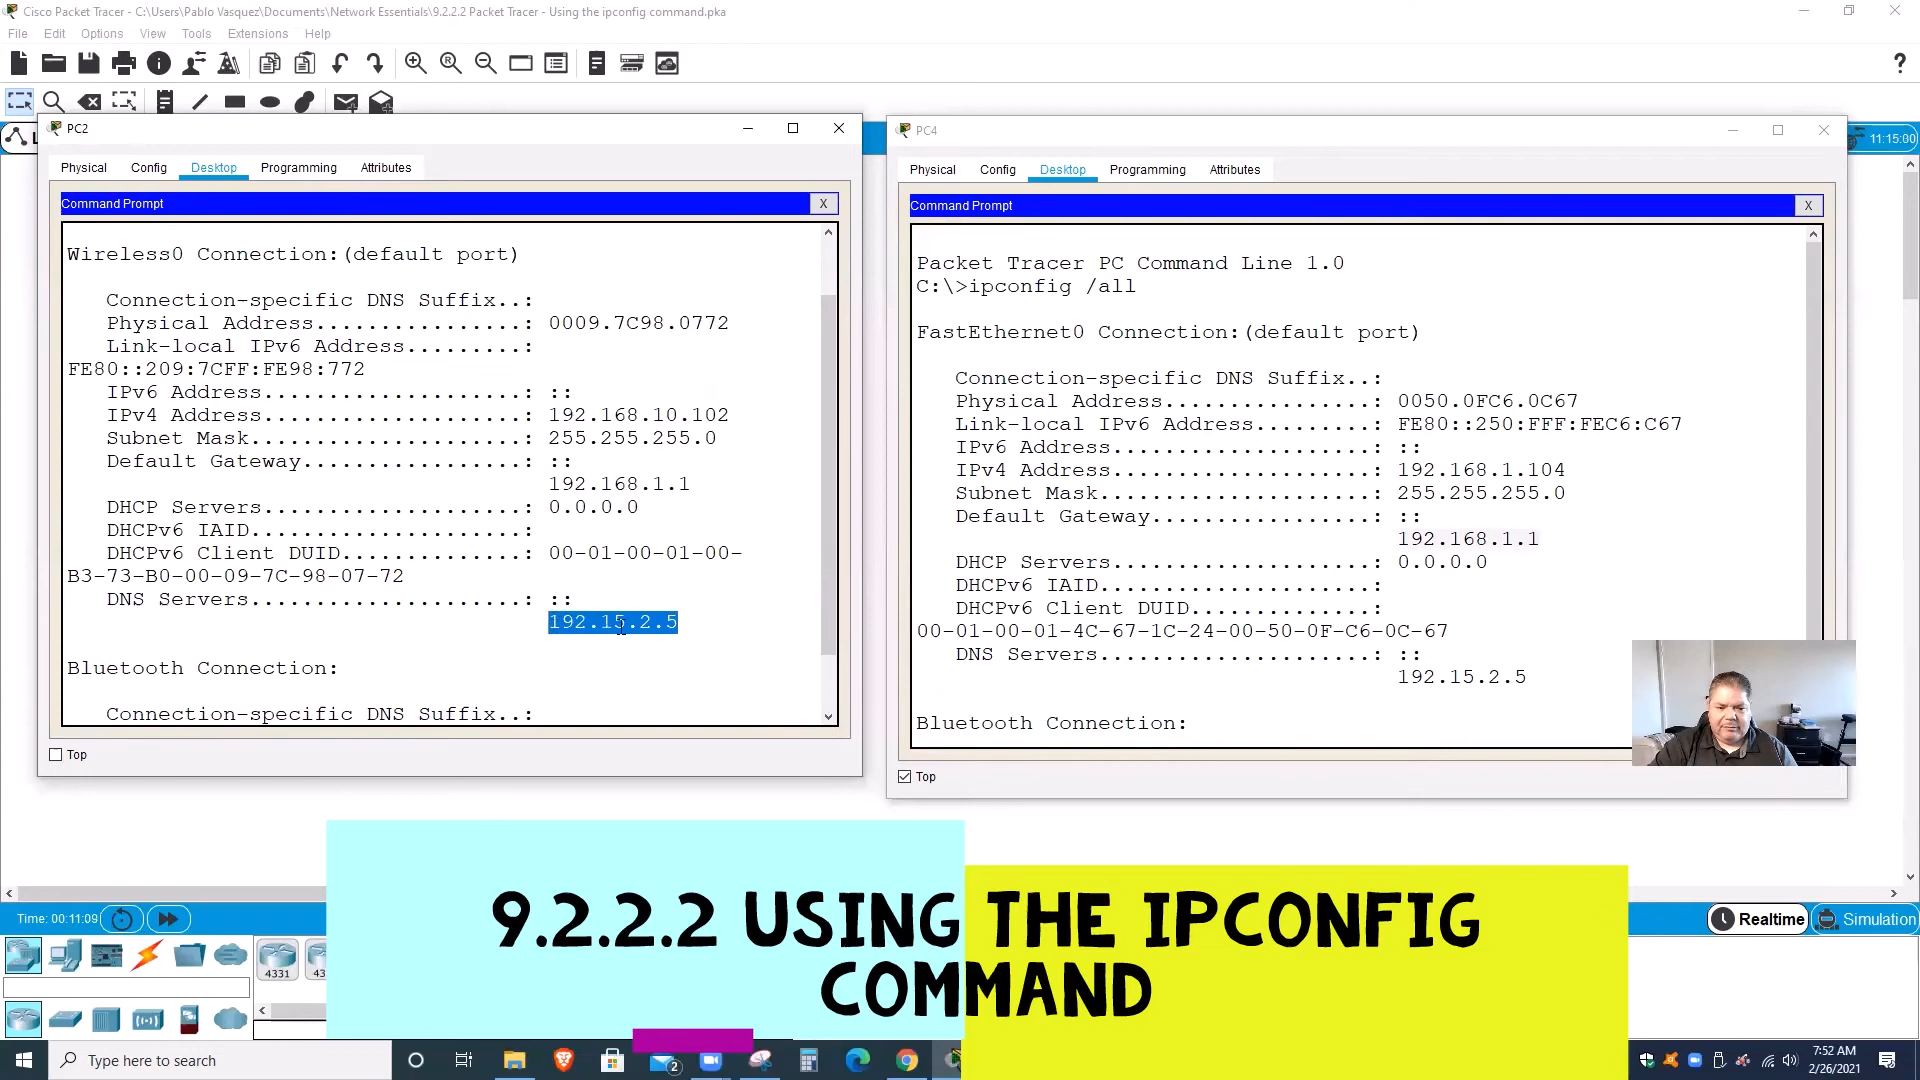 Cisco Packet Tracer - C:\Users\Pablo Vasquez\Documents\Network Essentials\9.2.2.2 Packet Tracer - Using the ipconfig command.pka
File Edit Options View Tools Extensions Help
PC2
Physical Config Desktop Programming Attributes
Command Prompt X
Wireless0 Connection:(default port)
Connection-specific DNS Suffix..:
Physical Address................: 0009.7C98.0772
Link-local IPv6 Address.........:
FE80::209:7CFF:FE98:772
IPv6 Address....................: ::
IPv4 Address....................: 192.168.10.102
Subnet Mask.....................: 255.255.255.0
Default Gateway.................: ::
192.168.1.1
DHCP Servers....................: 0.0.0.0
DHCPv6 IAID.....................:
DHCPv6 Client DUID..............: 00-01-00-01-00-
B3-73-B0-00-09-7C-98-07-72
DNS Servers.....................: ::
192.15.2.5
Bluetooth Connection:
Connection-specific DNS Suffix..:
Top
PC4
Physical Config Desktop Programming Attributes
Command Prompt X
Packet Tracer PC Command Line 1.0
C:\>ipconfig /all
FastEthernet0 Connection:(default port)
Connection-specific DNS Suffix..:
Physical Address................: 0050.0FC6.0C67
Link-local IPv6 Address.........: FE80::250:FFF:FEC6:C67
IPv6 Address....................: ::
IPv4 Address....................: 192.168.1.104
Subnet Mask.....................: 255.255.255.0
Default Gateway.................: ::
192.168.1.1
DHCP Servers....................: 0.0.0.0
DHCPv6 IAID.....................:
DHCPv6 Client DUID..............:
00-01-00-01-4C-67-1C-24-00-50-0F-C6-0C-67
DNS Servers.....................: ::
192.15.2.5
Bluetooth Connection:
Top
11:15:00
Time: 00:11:09
Realtime Simulation
4331
9.2.2.2 USING THE IPCONFIG
COMMAND
Type here to search
2
7:52 AM
2/26/2021